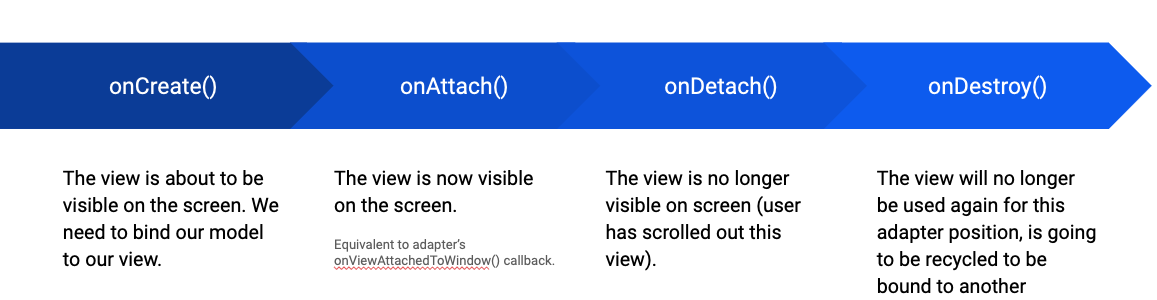 onCreate()
onAttach()
onDetach()
onDestroy()
The view is about to be
visible on the screen. We
need to bind our model
to our view.
The view is now visible
on the screen.
Equivalent to adapter's
onViewAttachedToWindow() callback.
The view is no longer
visible on screen (user
has scrolled out this
view).
The view will no longer
be used again for this
adapter position, is going
to be recycled to be
bound to another